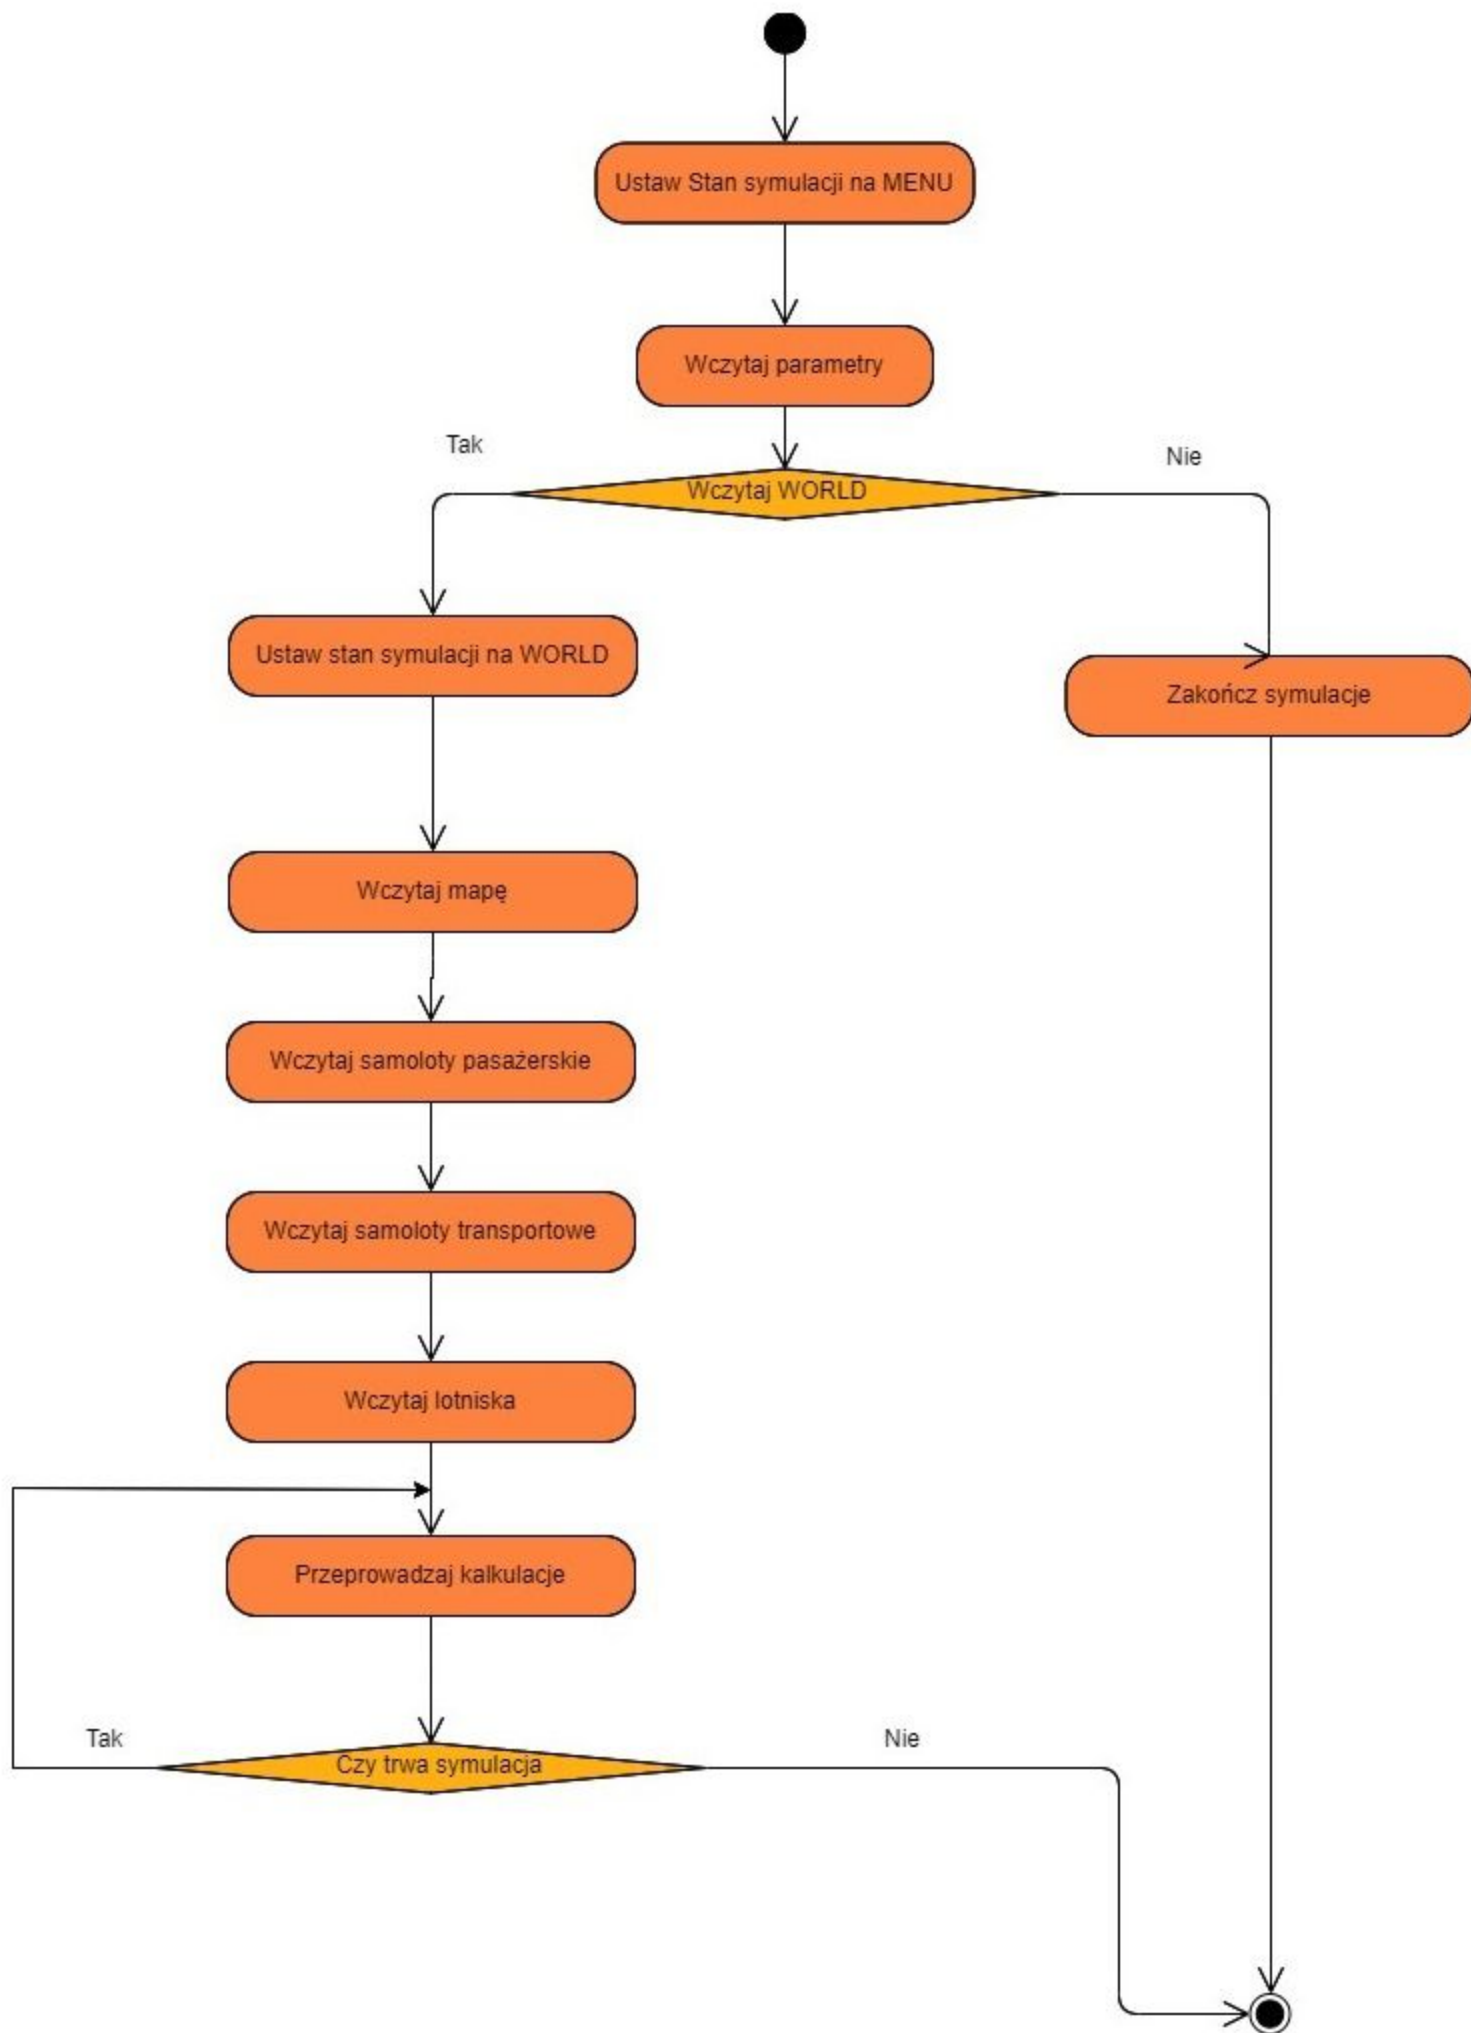 Ustaw Stan symulacji na MENU
Wczytaj parametry
Tak
Nie
Wczytaj WORLD
Ustaw stan symulacji na WORLD
Zakończ symulacje
Wczytaj mapę
Wczytaj samoloty pasażerskie
Wczytaj samoloty transportowe
Wczytaj lotniska
Przeprowadzaj kalkulacje
Tak
Nie
Czy trwa symulacja